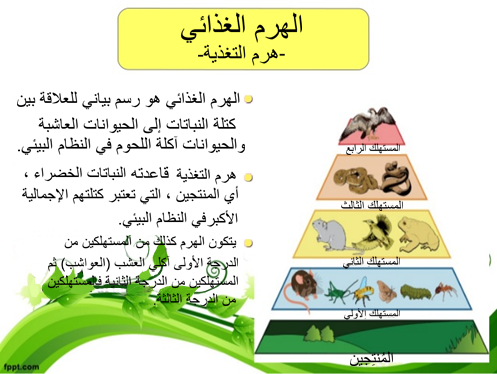 الهرم الغذائي
-هرم التغذية-
الهرم الغذائي هو رسم بياني للعلاقة بين
كتلة النباتات إلى الحيوانات العاشبة
والحيوانات آكلة اللحوم في النظام البيئي.
هرم التغذية قاعدته النباتات الخضراء ،
أي المنتجين ، التي تعتبر كتلتهم الإجمالية
الأكبر في النظام البيئي.
يتكون الهرم كذلك من المستهلكين من
الدرجة الأولى آكلي العشب (العواشب) ثم
المستهلكين من الدرجة الثانية فالمستهلكين
من الدرجة الثالثة.
المستهلك الرابع
المستهلك الثالث
المستهلك الثاني
المستهلك الأولي
المُنتِجين
fppt.com